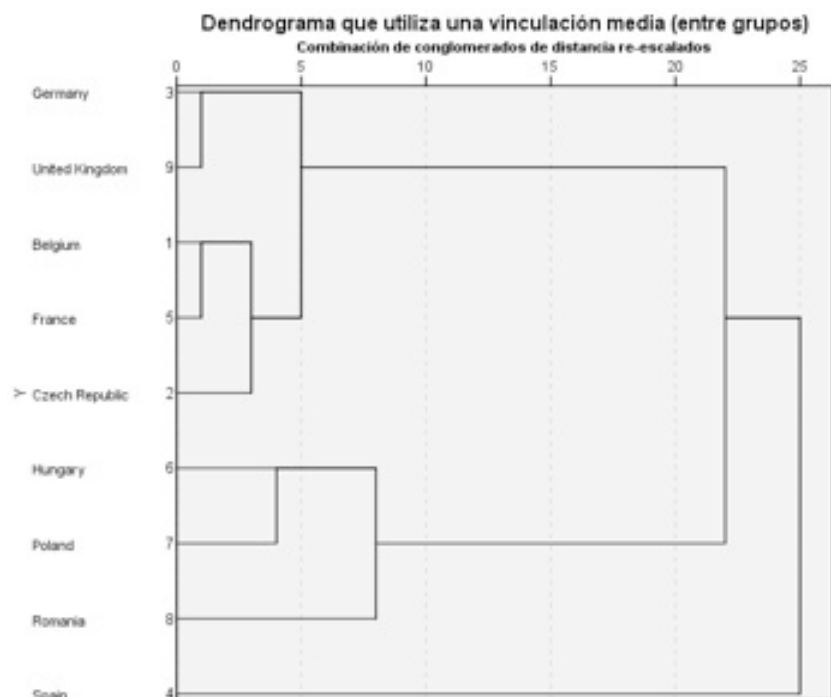 Dendrograma que utiliza una vinculación media (entre grupos)
Combinación de conglomerados de distancia re-escalados
0 5 10 15 20 25
Germany 3
United Kingdom 9
Belgium 1
France 5
Y Czech Republic 2
Hungary 6
Poland 7
Romania 8
Spain 4